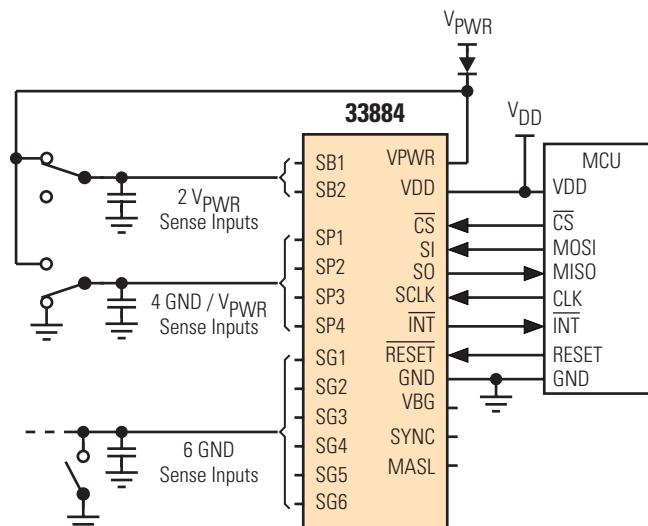 VPWR
33884
VDD
MCU
SB1
SB2
2 VPWR
Sense Inputs
SP1
SP2
SP3
SP4
4 GND / VPWR
Sense Inputs
SG1
SG2
SG3
SG4
SG5
SG6
6 GND
Sense Inputs
VPWR
VDD
CS
SI
SO
SCLK
INT
RESET
GND
VBG
SYNC
MASL
VDD
CS
MOSI
MISO
CLK
INT
RESET
GND